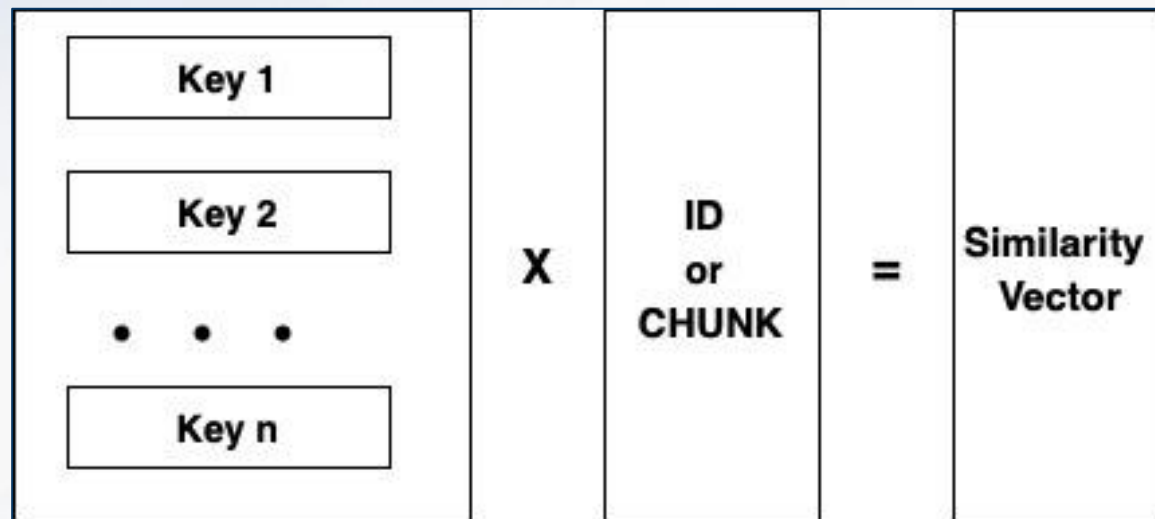 Key 1
Key 2
• • •
Key n
X
ID
or
CHUNK
=
Similarity
Vector